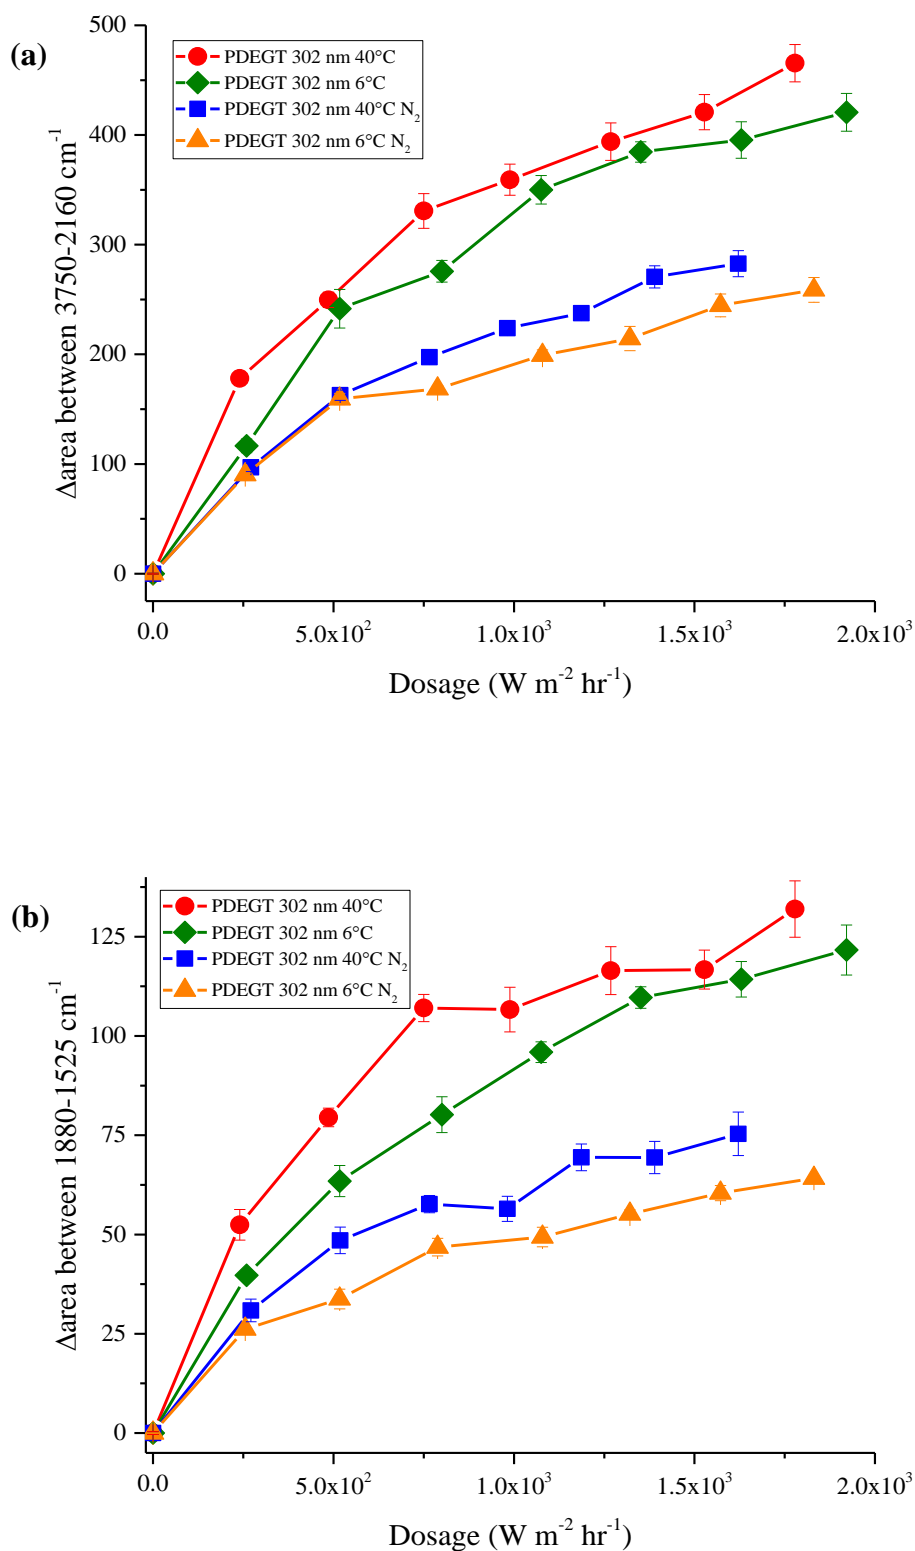 (a)
500
400
300
200
100
0
Δarea between 3750-2160 cm⁻¹
PDEGT 302 nm 40°C
PDEGT 302 nm 6°C
PDEGT 302 nm 40°C N₂
PDEGT 302 nm 6°C N₂
0.0 5.0x10² 1.0x10³ 1.5x10³ 2.0x10³
Dosage (W m⁻² hr⁻¹)
(b)
125
100
75
50
25
0
Δarea between 1880-1525 cm⁻¹
PDEGT 302 nm 40°C
PDEGT 302 nm 6°C
PDEGT 302 nm 40°C N₂
PDEGT 302 nm 6°C N₂
0.0 5.0x10² 1.0x10³ 1.5x10³ 2.0x10³
Dosage (W m⁻² hr⁻¹)